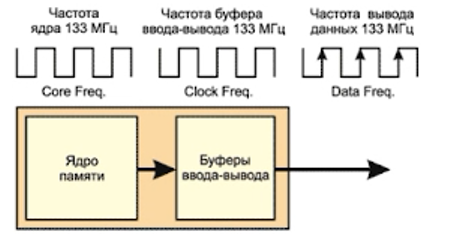 Частота
ядра 133 МГц
Частота буфера
ввода-вывода 133 МГц
Частота вывода
данных 133 МГц
Core Freq.
Clock Freq.
Data Freq.
Ядро
памяти
Буферы
ввода-вывода